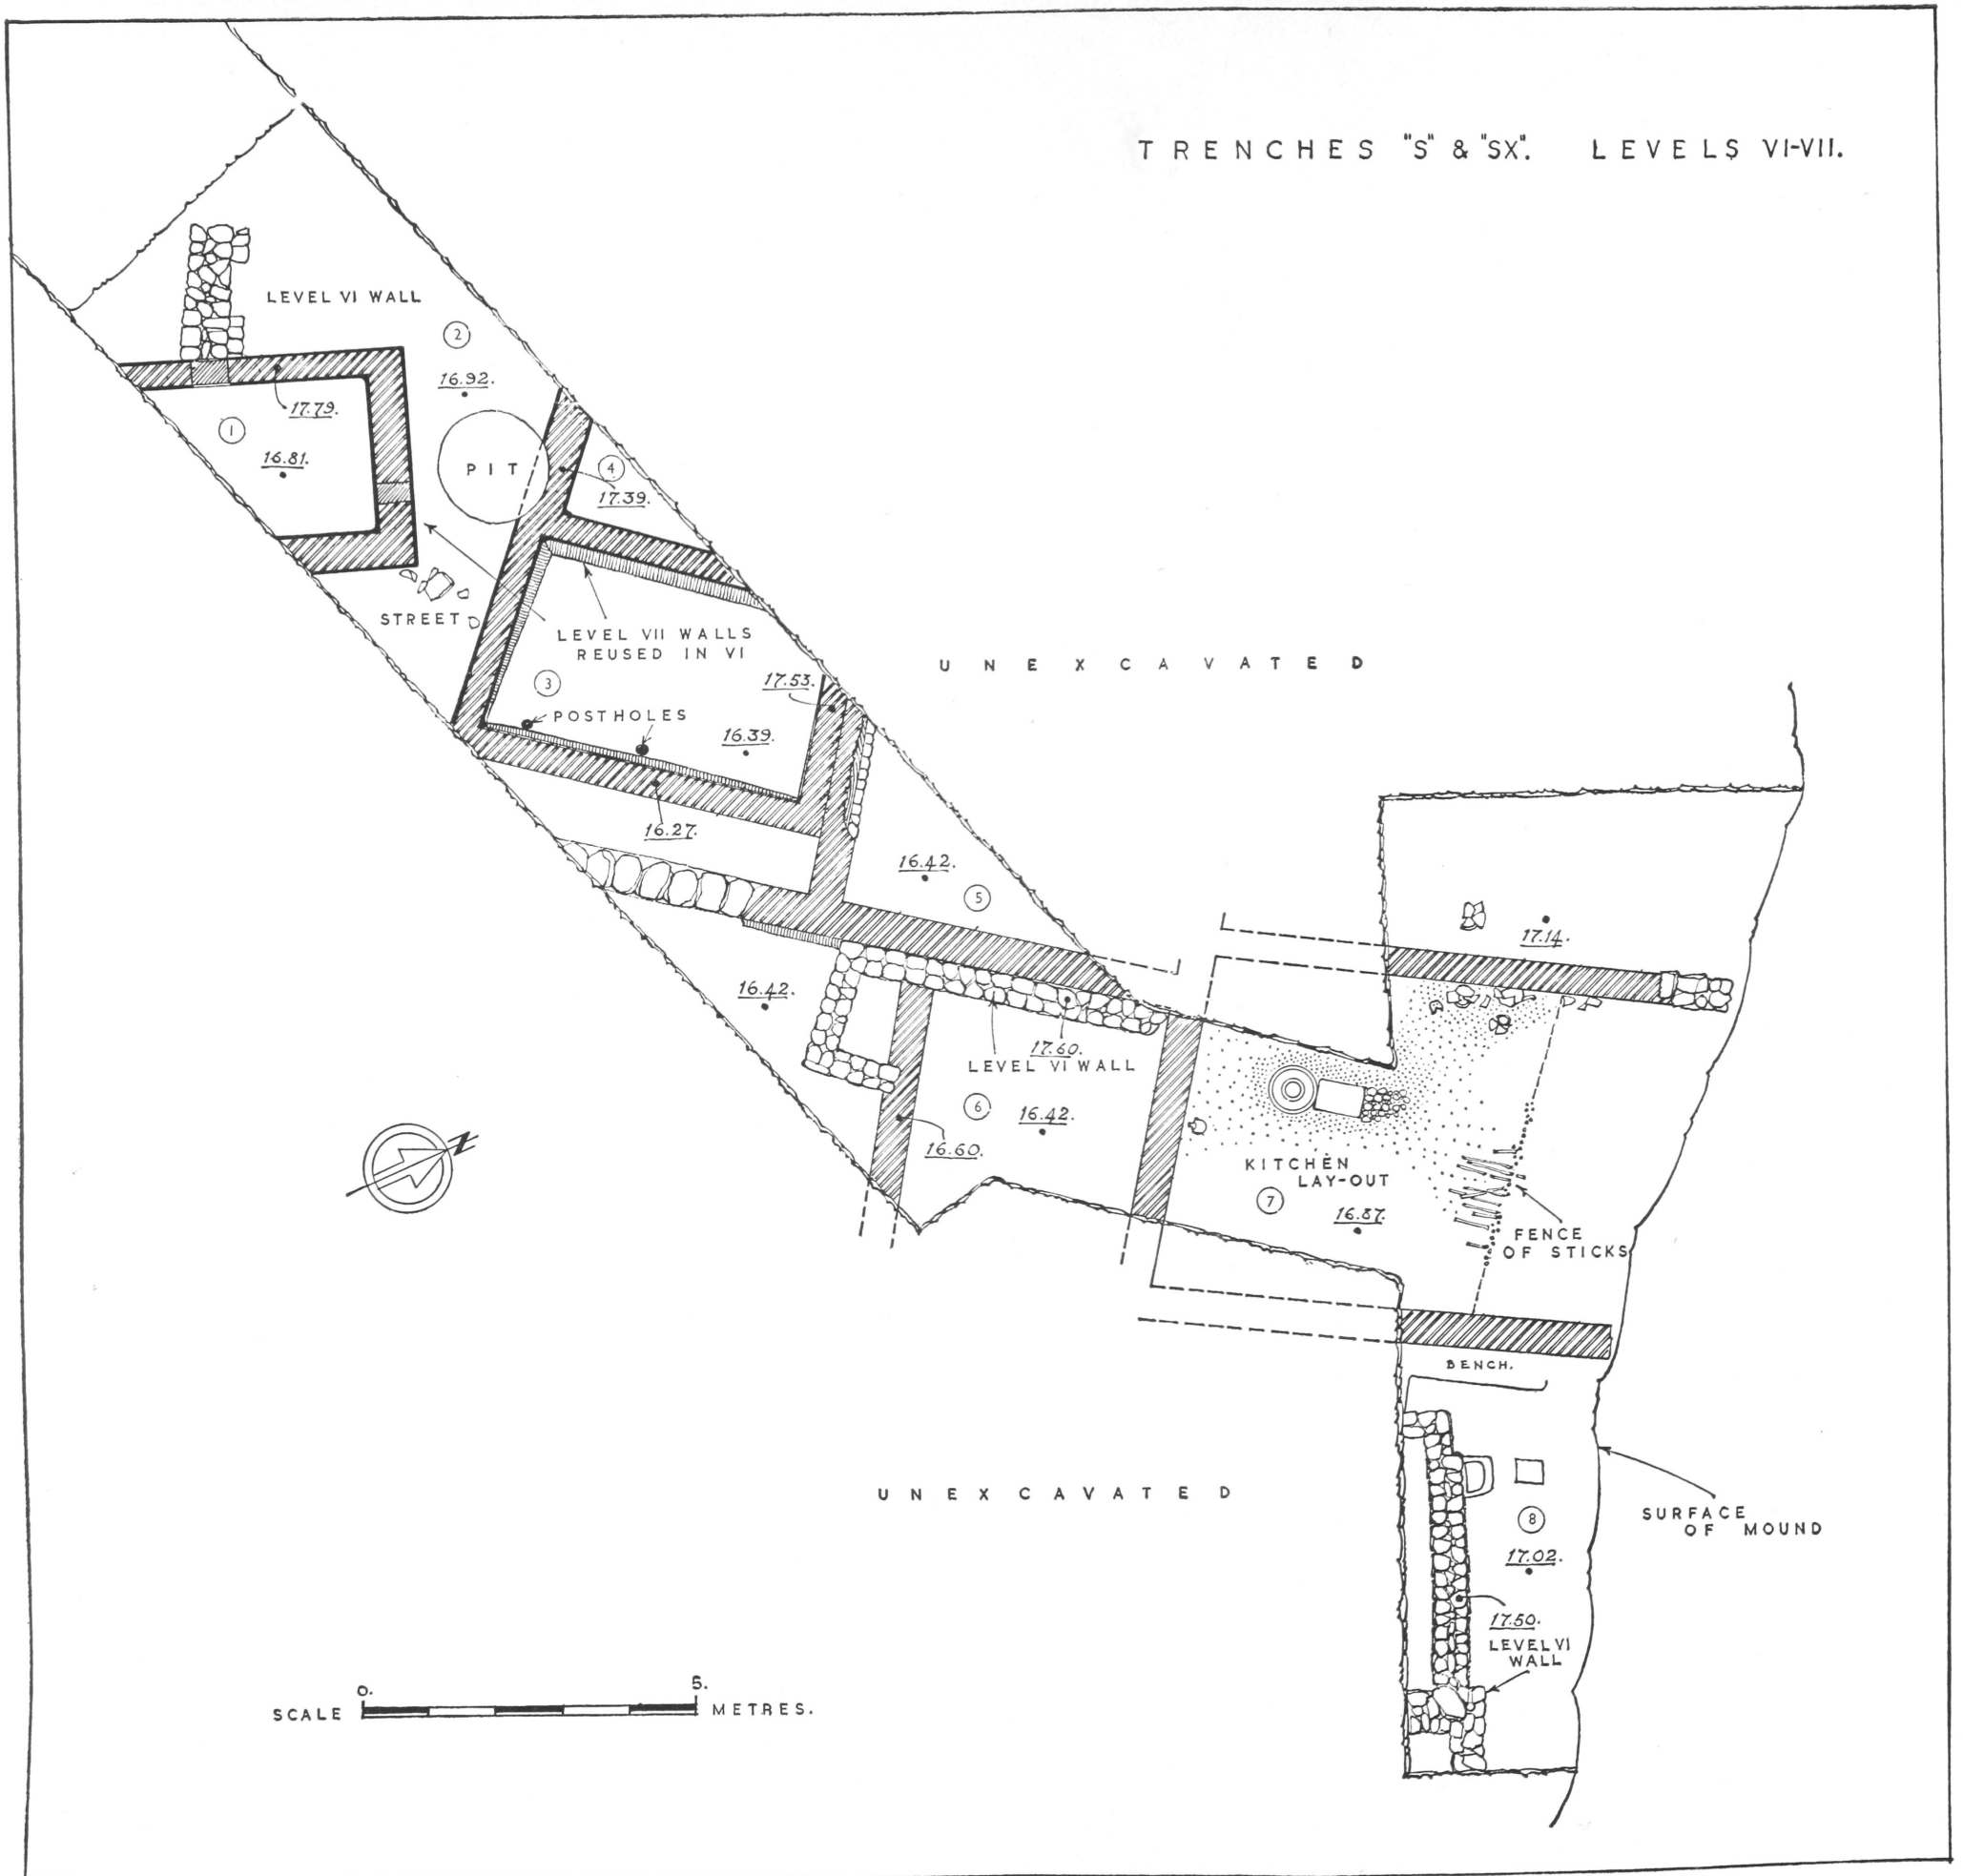 TRENCHES "S" & "SX". LEVELS VI-VII.
LEVEL VI WALL
2
16.92.
17.79.
1
16.81.
PIT
4
17.39.
STREET
LEVEL VII WALLS
REUSED IN VI
UNEXCAVATED
3
17.53.
POSTHOLES
16.39.
16.27.
16.42.
5
17.14.
16.42.
17.60.
LEVEL VI WALL
6
16.42.
16.60.
N
KITCHEN
LAY-OUT
7
16.87.
FENCE
OF STICKS
BENCH.
UNEXCAVATED
SURFACE
OF MOUND
8
17.02.
17.50.
LEVEL VI
WALL
0. 5.
SCALE METRES.